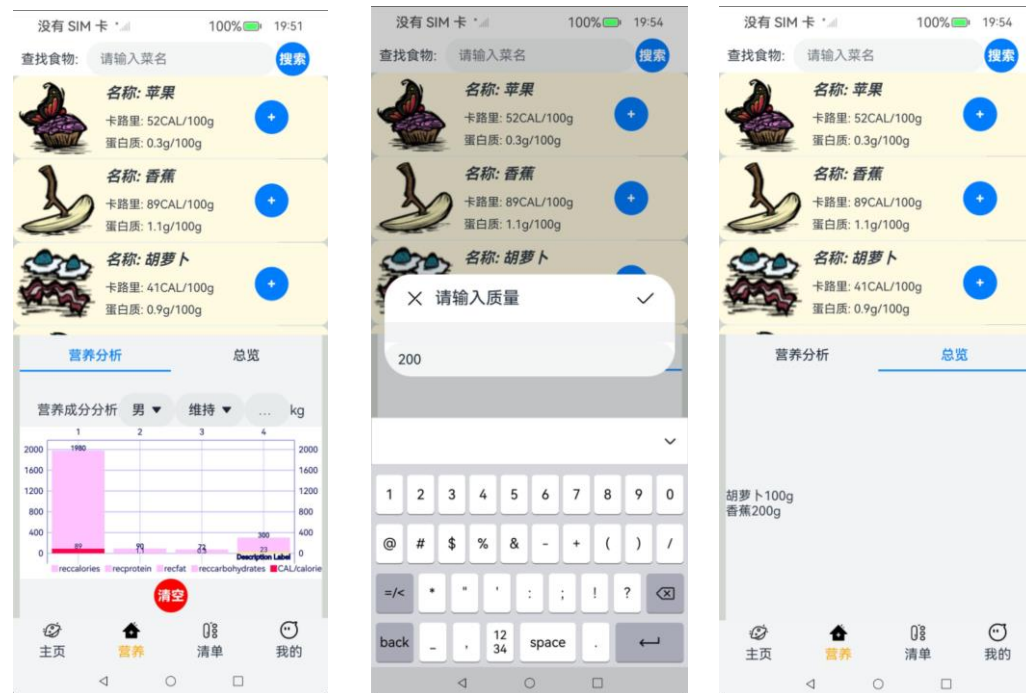 没有 SIM 卡 100% 19:51
查找食物: 请输入菜名 搜索
名称: 苹果
卡路里: 52CAL/100g
蛋白质: 0.3g/100g
+
名称: 香蕉
卡路里: 89CAL/100g
蛋白质: 1.1g/100g
+
名称: 胡萝卜
卡路里: 41CAL/100g
蛋白质: 0.9g/100g
+
营养分析 总览
营养成分分析 男 ▼ 维持 ▼ ... kg
1 2 3 4
2000 1980 2000
1600 1600
1200 1200
800 800
400 300 400
0 89 90 1.1 23 0
Description Label
reccalories recprotein recfat reccarbohydrates CAL/calorie
清空
主页 营养 清单 我的
没有 SIM 卡 100% 19:54
查找食物: 请输入菜名 搜索
名称: 苹果
卡路里: 52CAL/100g
蛋白质: 0.3g/100g
+
名称: 香蕉
卡路里: 89CAL/100g
蛋白质: 1.1g/100g
+
名称: 胡萝卜
请输入质量
200
1 2 3 4 5 6 7 8 9 0
@ # $ % & - + ( ) /
=/< * " ' : ; ! ?
back _ , 12 34 space .
没有 SIM 卡 100% 19:54
查找食物: 请输入菜名 搜索
名称: 苹果
卡路里: 52CAL/100g
蛋白质: 0.3g/100g
+
名称: 香蕉
卡路里: 89CAL/100g
蛋白质: 1.1g/100g
+
名称: 胡萝卜
卡路里: 41CAL/100g
蛋白质: 0.9g/100g
+
营养分析 总览
胡萝卜100g
香蕉200g
主页 营养 清单 我的